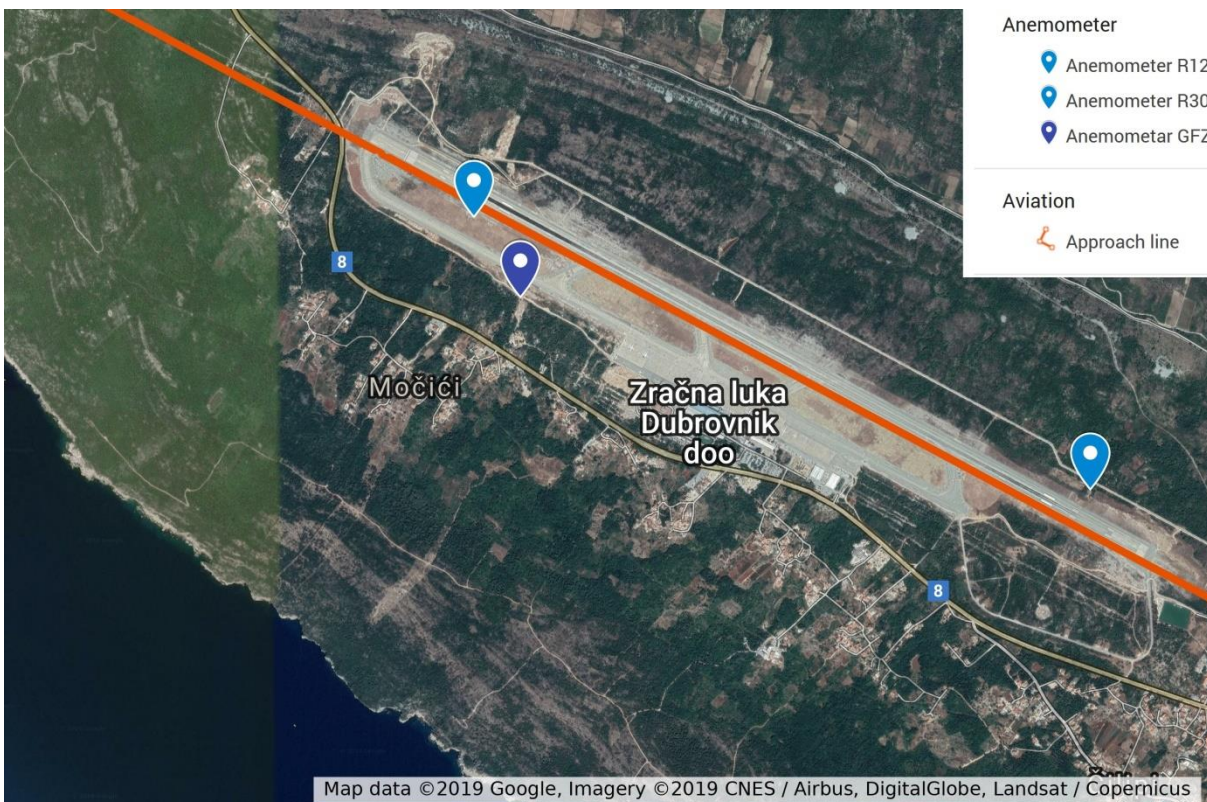 Anemometer
Anemometer R12
Anemometer R30
Anemometar GFZ
Aviation
Approach line
8
Močići
Zračna luka
Dubrovnik
doo
8
Map data ©2019 Google, Imagery ©2019 CNES / Airbus, DigitalGlobe, Landsat / Copernicus